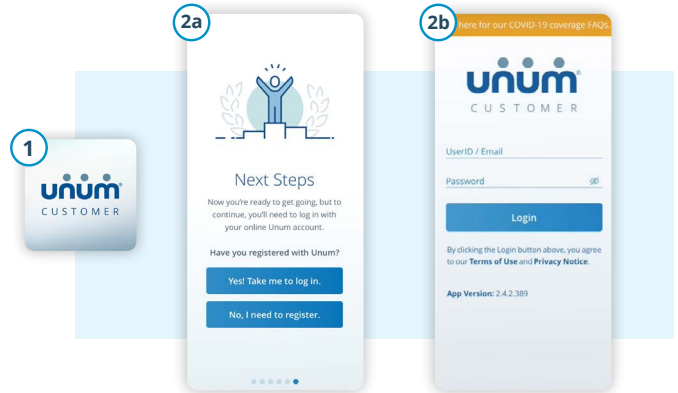 1
unum®
CUSTOMER
2a
Next Steps
Now you're ready to get going, but to
continue, you'll need to log in with
your online Unum account.
Have you registered with Unum?
Yes! Take me to log in.
No, I need to register.
2b
here for our COVID-19 coverage FAQs.
unum®
CUSTOMER
UserID / Email
Password
Login
By clicking the Login button above, you agree
to our Terms of Use and Privacy Notice.
App Version: 2.4.2.389